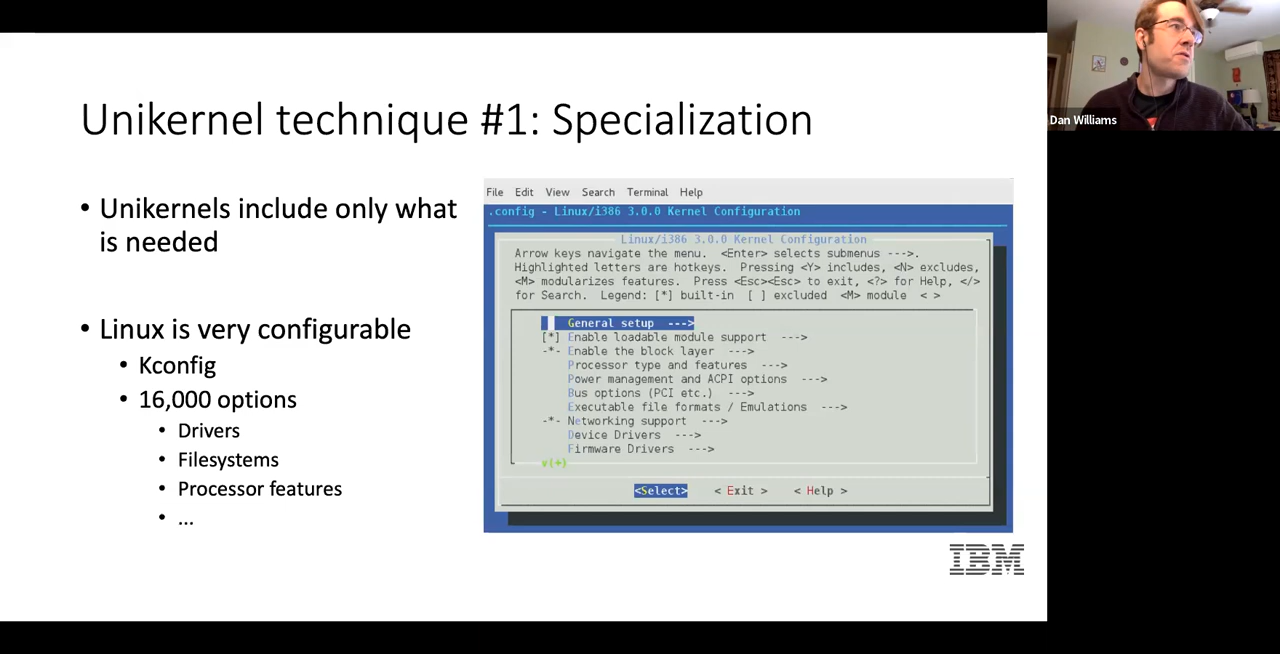 Unikernel technique #1: Specialization
• Unikernels include only what
is needed
• Linux is very configurable
• Kconfig
• 16,000 options
• Drivers
• Filesystems
• Processor features
• ...
File Edit View Search Terminal Help
.config - Linux/i386 3.0.0 Kernel Configuration
Linux/i386 3.0.0 Kernel Configuration
Arrow keys navigate the menu. <Enter> selects submenus --->.
Highlighted letters are hotkeys. Pressing <Y> includes, <N> excludes,
<M> modularizes features. Press <Esc><Esc> to exit, <?> for Help, </>
for Search. Legend: [*] built-in [ ] excluded <M> module < >
General setup --->
[*] Enable loadable module support --->
-*- Enable the block layer --->
Processor type and features --->
Power management and ACPI options --->
Bus options (PCI etc.) --->
Executable file formats / Emulations --->
-*- Networking support --->
Device Drivers --->
Firmware Drivers --->
v(+)
<Select> < Exit > < Help >
IBM
Dan Williams